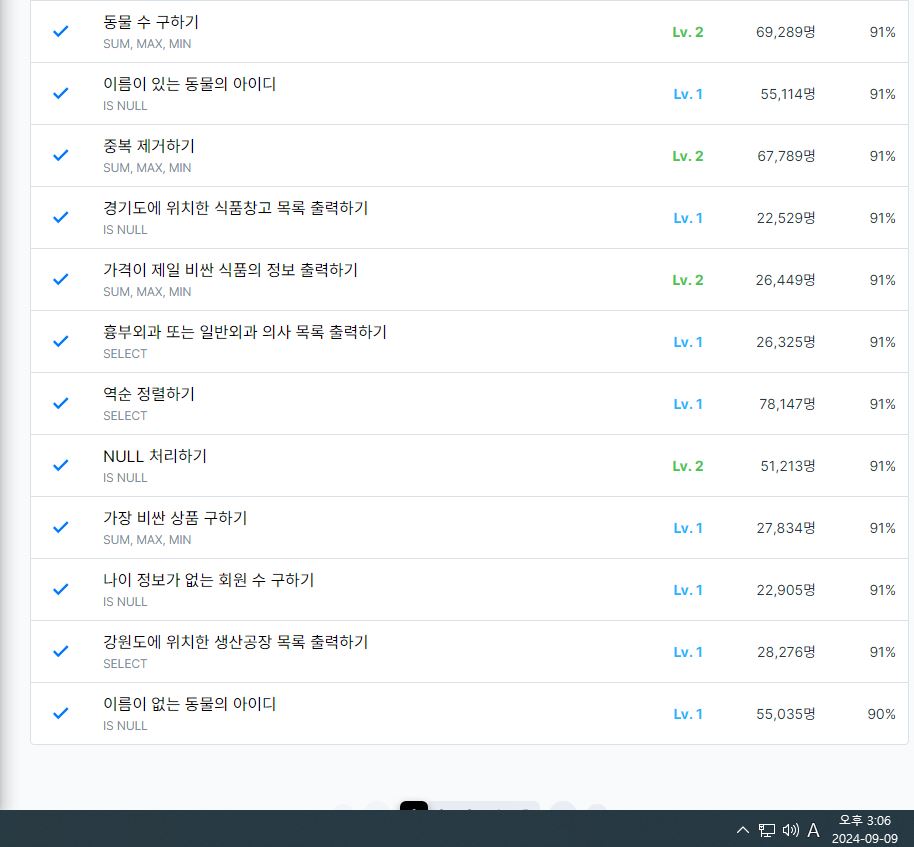 동물 수 구하기
SUM, MAX, MIN
Lv. 2 69,289명 91%
이름이 있는 동물의 아이디
IS NULL
Lv. 1 55,114명 91%
중복 제거하기
SUM, MAX, MIN
Lv. 2 67,789명 91%
경기도에 위치한 식품창고 목록 출력하기
IS NULL
Lv. 1 22,529명 91%
가격이 제일 비싼 식품의 정보 출력하기
SUM, MAX, MIN
Lv. 2 26,449명 91%
흉부외과 또는 일반외과 의사 목록 출력하기
SELECT
Lv. 1 26,325명 91%
역순 정렬하기
SELECT
Lv. 1 78,147명 91%
NULL 처리하기
IS NULL
Lv. 2 51,213명 91%
가장 비싼 상품 구하기
SUM, MAX, MIN
Lv. 1 27,834명 91%
나이 정보가 없는 회원 수 구하기
IS NULL
Lv. 1 22,905명 91%
강원도에 위치한 생산공장 목록 출력하기
SELECT
Lv. 1 28,276명 91%
이름이 없는 동물의 아이디
IS NULL
Lv. 1 55,035명 90%
A
오후 3:06
2024-09-09